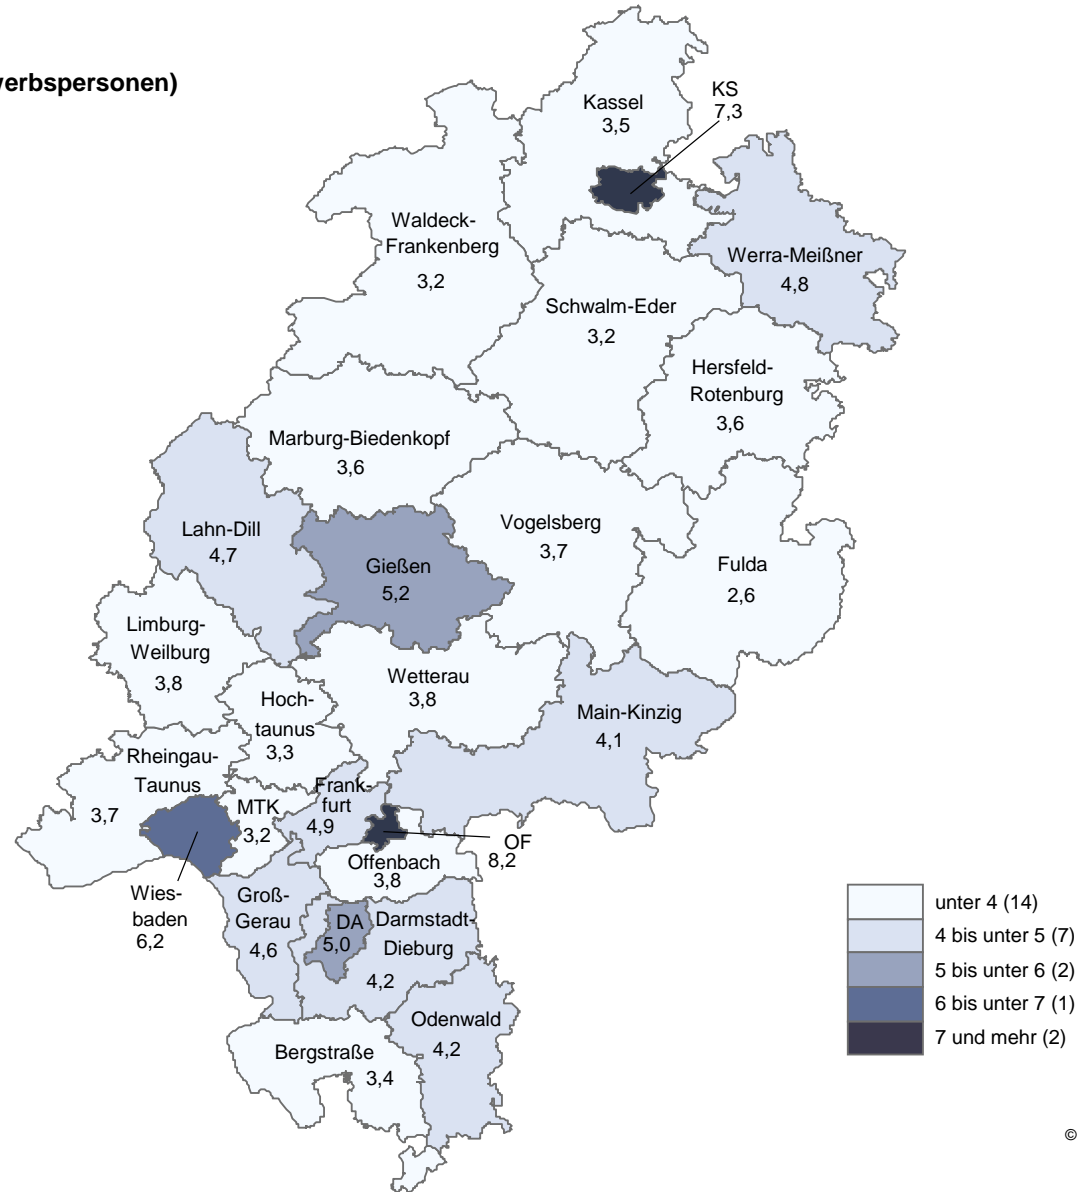 werbspersonen)
Kassel
3,5
KS
7,3
Waldeck-
Frankenberg
3,2
Werra-Meißner
4,8
Schwalm-Eder
3,2
Hersfeld-
Rotenburg
3,6
Marburg-Biedenkopf
3,6
Lahn-Dill
4,7
Vogelsberg
3,7
Gießen
5,2
Fulda
2,6
Limburg-
Weilburg
3,8
Wetterau
3,8
Hoch-
taunus
3,3
Main-Kinzig
4,1
Rheingau-
Taunus
3,7
Frank-
furt
4,9
MTK
3,2
OF
8,2
Offenbach
3,8
Wies-
baden
6,2
Groß-
Gerau
4,6
DA
5,0
Darmstadt-
Dieburg
4,2
Odenwald
4,2
Bergstraße
3,4
unter 4 (14)
4 bis unter 5 (7)
5 bis unter 6 (2)
6 bis unter 7 (1)
7 und mehr (2)
©